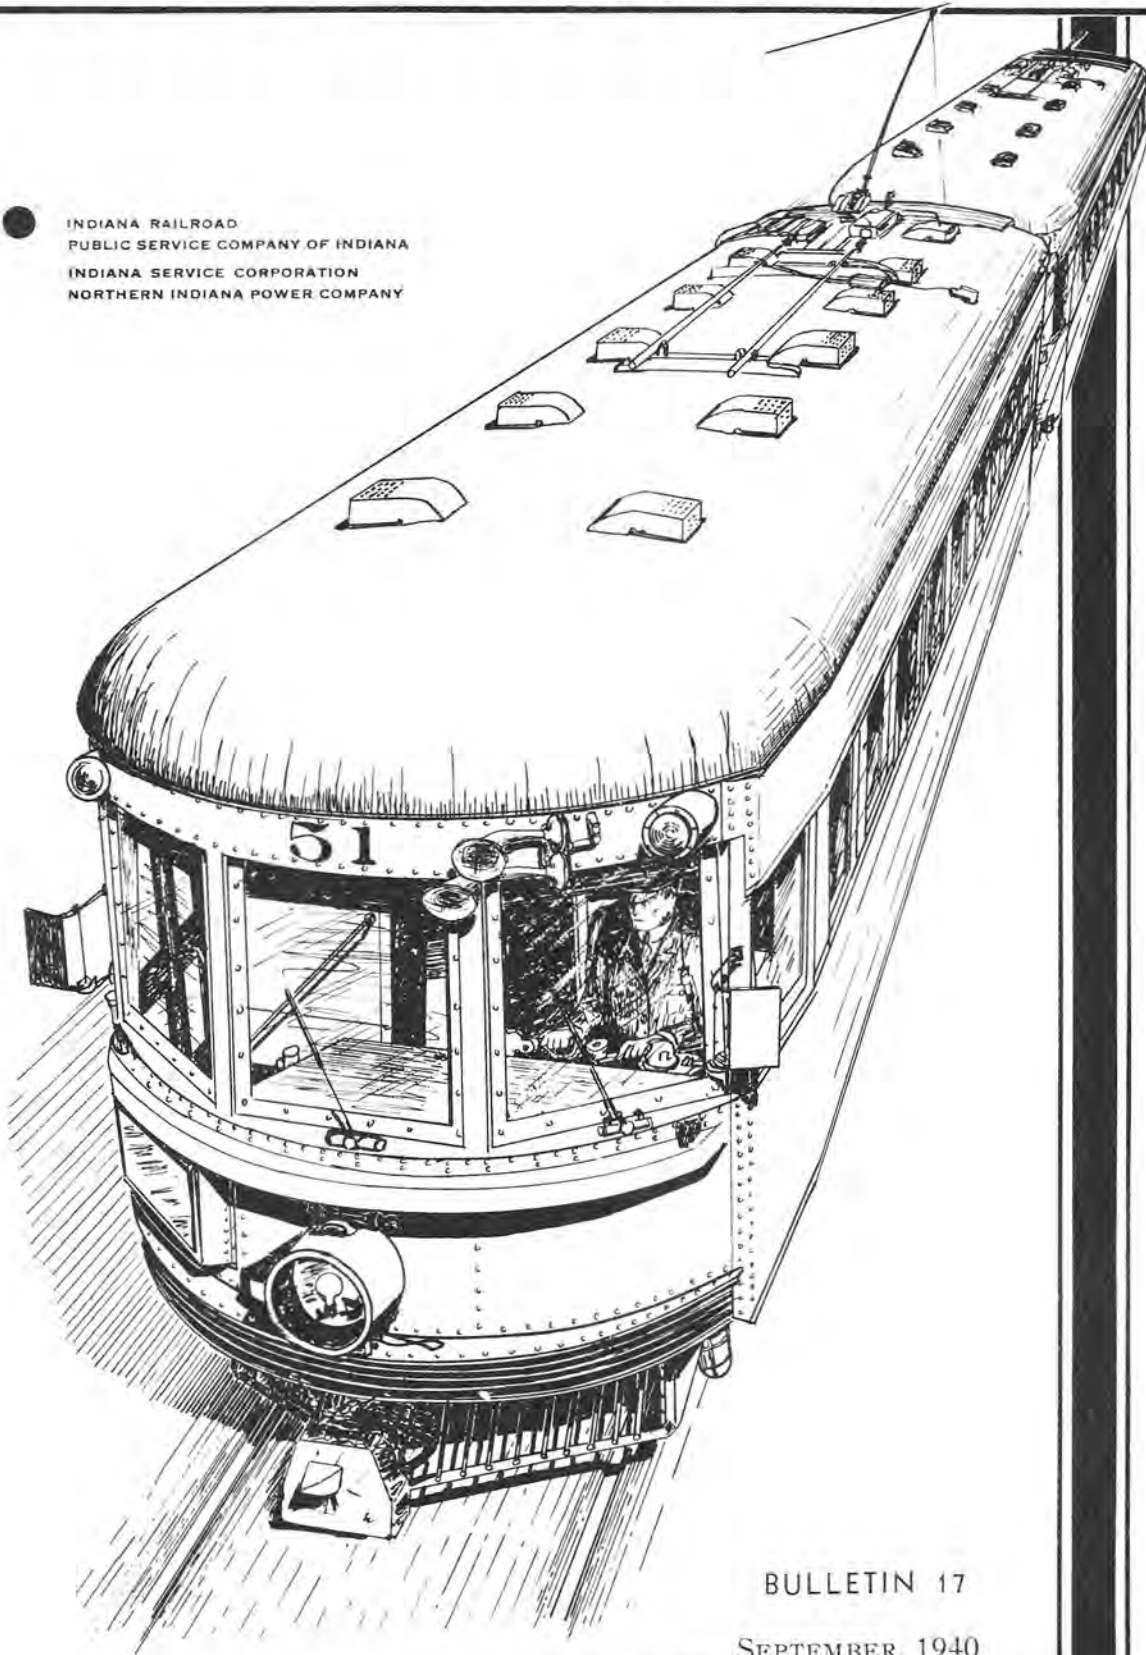 INDIANA RAILROAD
PUBLIC SERVICE COMPANY OF INDIANA
INDIANA SERVICE CORPORATION
NORTHERN INDIANA POWER COMPANY
51
BULLETIN 17
SEPTEMBER, 1940